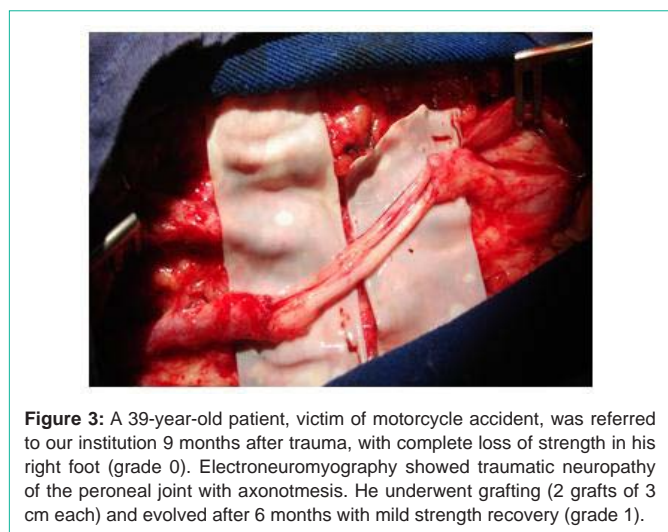 Figure 3: A 39-year-old patient, victim of motorcycle accident, was referred
to our institution 9 months after trauma, with complete loss of strength in his
right foot (grade 0). Electroneuromyography showed traumatic neuropathy
of the peroneal joint with axonotmesis. He underwent grafting (2 grafts of 3
cm each) and evolved after 6 months with mild strength recovery (grade 1).